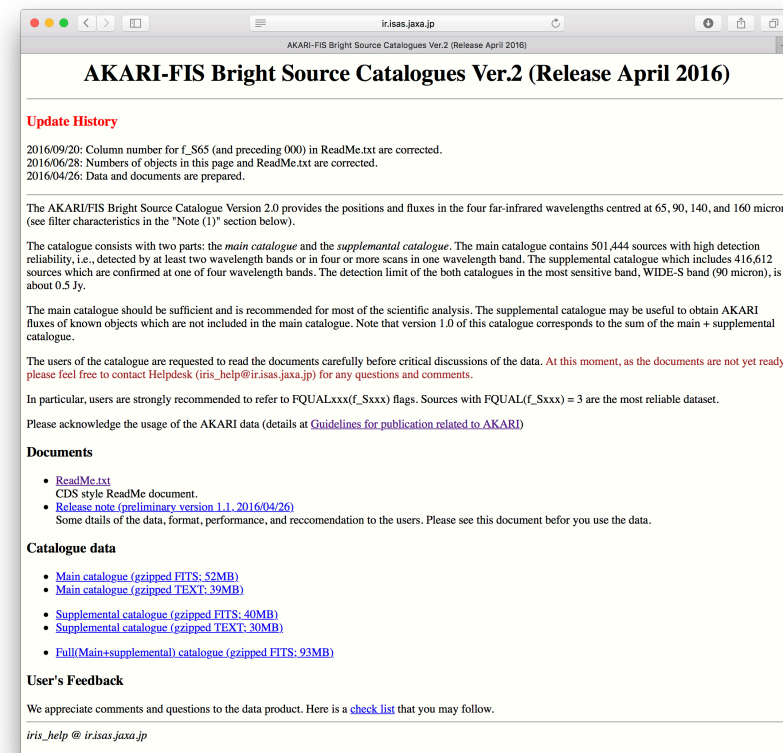 ir.isas.jaxa.jp
AKARI-FIS Bright Source Catalogues Ver.2 (Release April 2016)
AKARI-FIS Bright Source Catalogues Ver.2 (Release April 2016)
Update History
2016/09/20: Column number for f_S65 (and preceding 000) in ReadMe.txt are corrected.
2016/06/28: Numbers of objects in this page and ReadMe.txt are corrected.
2016/04/26: Data and documents are prepared.
The AKARI/FIS Bright Source Catalogue Version 2.0 provides the positions and fluxes in the four far-infrared wavelengths centred at 65, 90, 140, and 160 micron
(see filter characteristics in the "Note (1)" section below).
The catalogue consists with two parts: the main catalogue and the supplemantal catalogue. The main catalogue contains 501,444 sources with high detection
reliability, i.e., detected by at least two wavelength bands or in four or more scans in one wavelength band. The supplemental catalogue which includes 416,612
sources which are confirmed at one of four wavelength bands. The detection limit of the both catalogues in the most sensitive band, WIDE-S band (90 micron), is
about 0.5 Jy.
The main catalogue should be sufficient and is recommended for most of the scientific analysis. The supplemental catalogue may be useful to obtain AKARI
fluxes of known objects which are not included in the main catalogue. Note that version 1.0 of this catalogue corresponds to the sum of the main + supplemental
catalogue.
The users of the catalogue are requested to read the documents carefully before critical discussions of the data. At this moment, as the documents are not yet ready
please feel free to contact Helpdesk (iris_help@ir.isas.jaxa.jp) for any questions and comments.
In particular, users are strongly recommended to refer to FQUALxxx(f_Sxxx) flags. Sources with FQUAL(f_Sxxx) = 3 are the most reliable dataset.
Please acknowledge the usage of the AKARI data (details at Guidelines for publication related to AKARI)
Documents
• ReadMe.txt
CDS style ReadMe document.
• Release note (preliminary version 1.1, 2016/04/26)
Some dtails of the data, format, performance, and reccomendation to the users. Please see this document befor you use the data.
Catalogue data
• Main catalogue (gzipped FITS; 52MB)
• Main catalogue (gzipped TEXT; 39MB)
• Supplemental catalogue (gzipped FITS; 40MB)
• Supplemental catalogue (gzipped TEXT; 30MB)
• Full(Main+supplemental) catalogue (gzipped FITS; 93MB)
User's Feedback
We appreciate comments and questions to the data product. Here is a check list that you may follow.
iris_help @ ir.isas.jaxa.jp